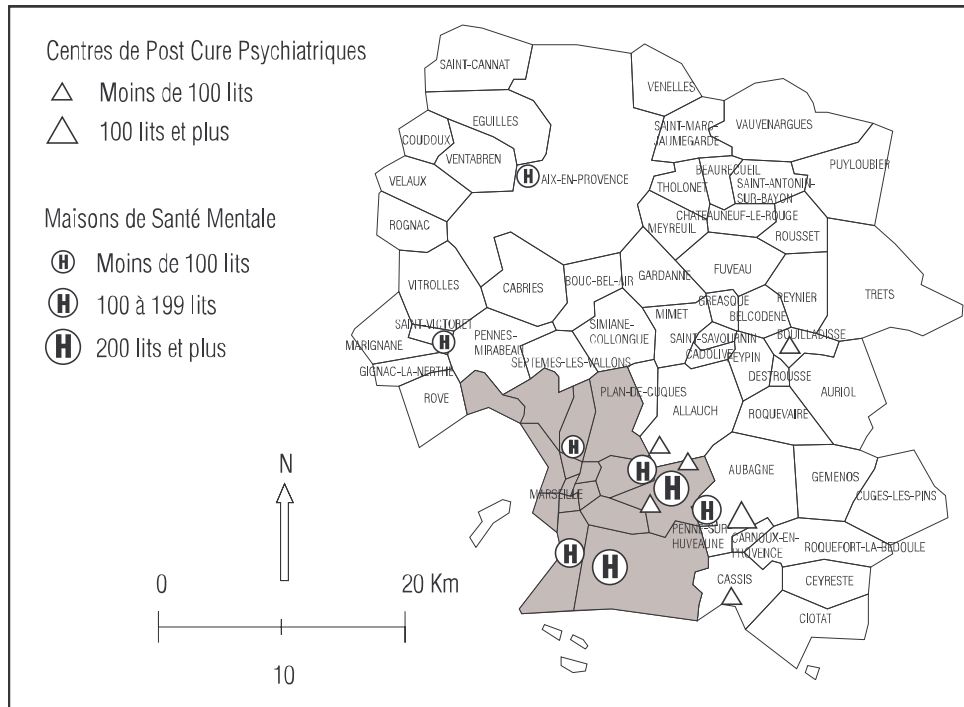 Centres de Post Cure Psychiatriques
Moins de 100 lits
100 lits et plus
Maisons de Santé Mentale
H Moins de 100 lits
H 100 à 199 lits
H 200 lits et plus
SAINT-CANNAT
VENELLES
EGUILLES
SAINT-MARC-
JAUMEGARDE
VAUVENARGUES
COUDOUX
VENTABREN
PUYLOUBIER
BEAURECUEIL
H AIX-EN-PROVENCE
VELAUX
THOLONET
SAINT-ANTONIN-
SUR-BAYON
CHATEAUNEUF-LE-ROUGE
ROGNAC
MEYREUIL
ROUSSET
VITROLLES
CABRIES
BOUC-BEL-AIR
GARDANNE
FUVEAU
GREASQUE
PEYNIER
TRETS
MIMET
BELCODENE
SAINT-VICTORET
SIMIANE-
COLLONGUE
PENNES-
MIRABEAU
SAINT-SAVOURNIN
BOUILLADISSE
MARIGNANE
H
CADOLIVE
PEYPIN
SEPTEMES-LES-VALLONS
GIGNAC-LA-NERTHE
DESTROUSSE
ROVE
PLAN-DE-CUQUES
AURIOL
ALLAUCH
ROQUEVAIRE
H
H
AUBAGNE
GEMENOS
H
MARSEILLE
CUGES-LES-PINS
H
PENNE-SUR-
HUVEAUNE
CARNOUX-EN-
PROVENCE
ROQUEFORT-LA-BEDOULE
H
H
CASSIS
CEYRESTE
CIOTAT
N
0
20 Km
10